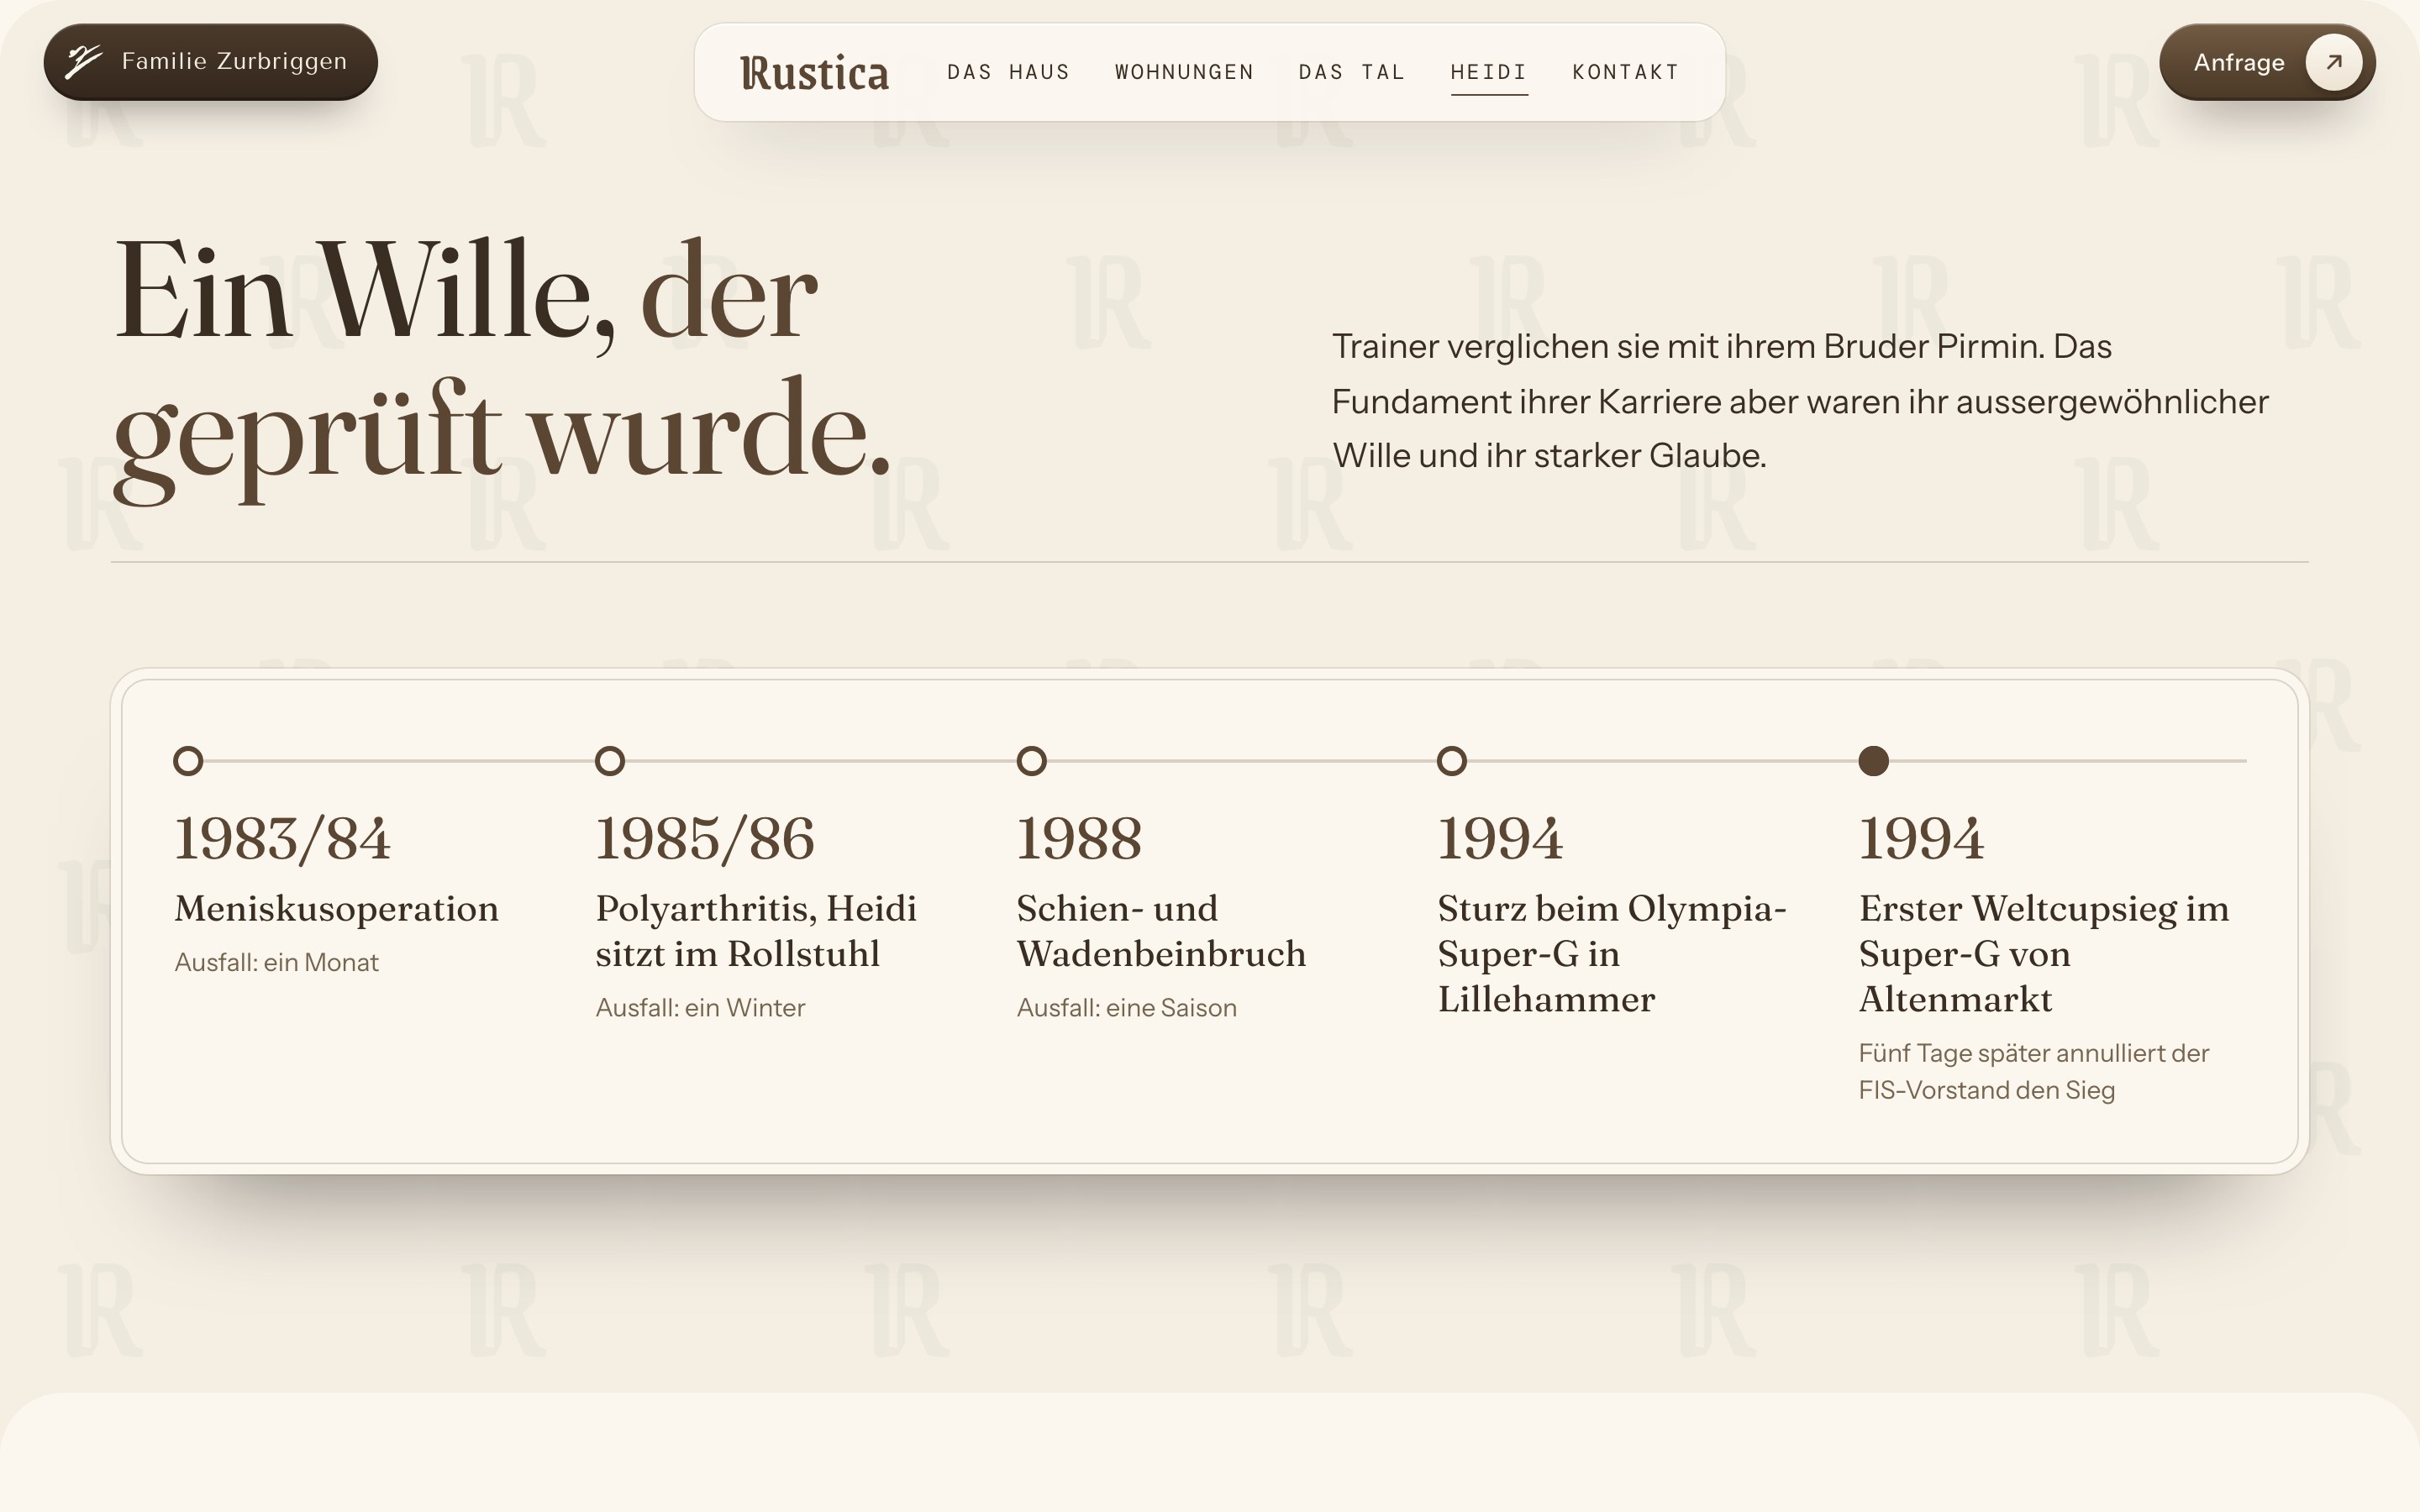 Familie Zurbriggen
Rustica DAS HAUS WOHNUNGEN DAS TAL HEIDI KONTAKT
Anfrage
Ein Wille, der
geprüft wurde.
Trainer verglichen sie mit ihrem Bruder Pirmin. Das
Fundament ihrer Karriere aber waren ihr aussergewöhnlicher
Wille und ihr starker Glaube.
1983/84
Meniskusoperation
Ausfall: ein Monat
1985/86
Polyarthritis, Heidi
sitzt im Rollstuhl
Ausfall: ein Winter
1988
Schien- und
Wadenbeinbruch
Ausfall: eine Saison
1994
Sturz beim Olympia-
Super-G in
Lillehammer
1994
Erster Weltcupsieg im
Super-G von
Altenmarkt
Fünf Tage später annulliert der
FIS-Vorstand den Sieg